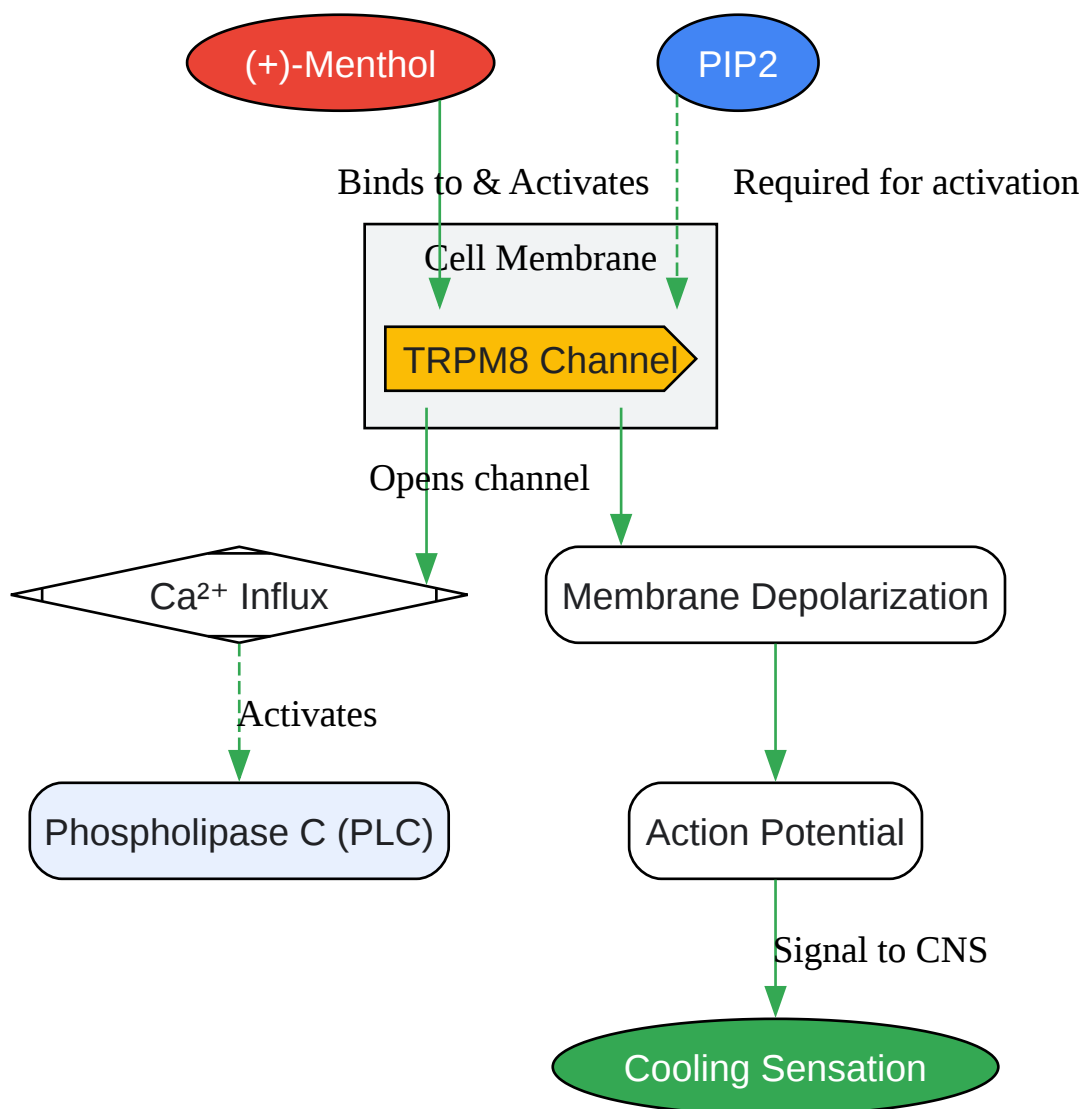 (+)-Menthol
PIP2
Binds to & Activates
Required for activation
Cell Membrane
TRPM8 Channel
Opens channel
Ca²⁺ Influx
Membrane Depolarization
Activates
Phospholipase C (PLC)
Action Potential
Signal to CNS
Cooling Sensation